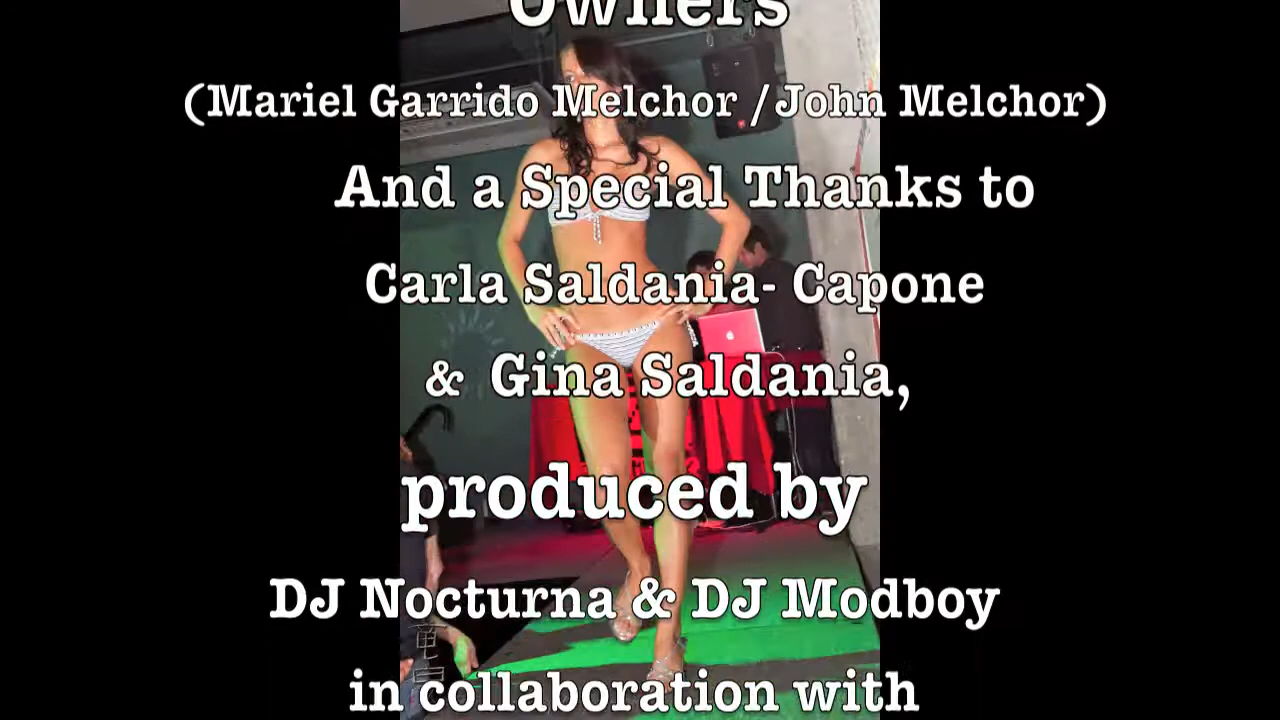 Owners
(Mariel Garrido Melchor /John Melchor)
And a Special Thanks to
Carla Saldania- Capone
& Gina Saldania,
produced by
DJ Nocturna & DJ Modboy
in collaboration with